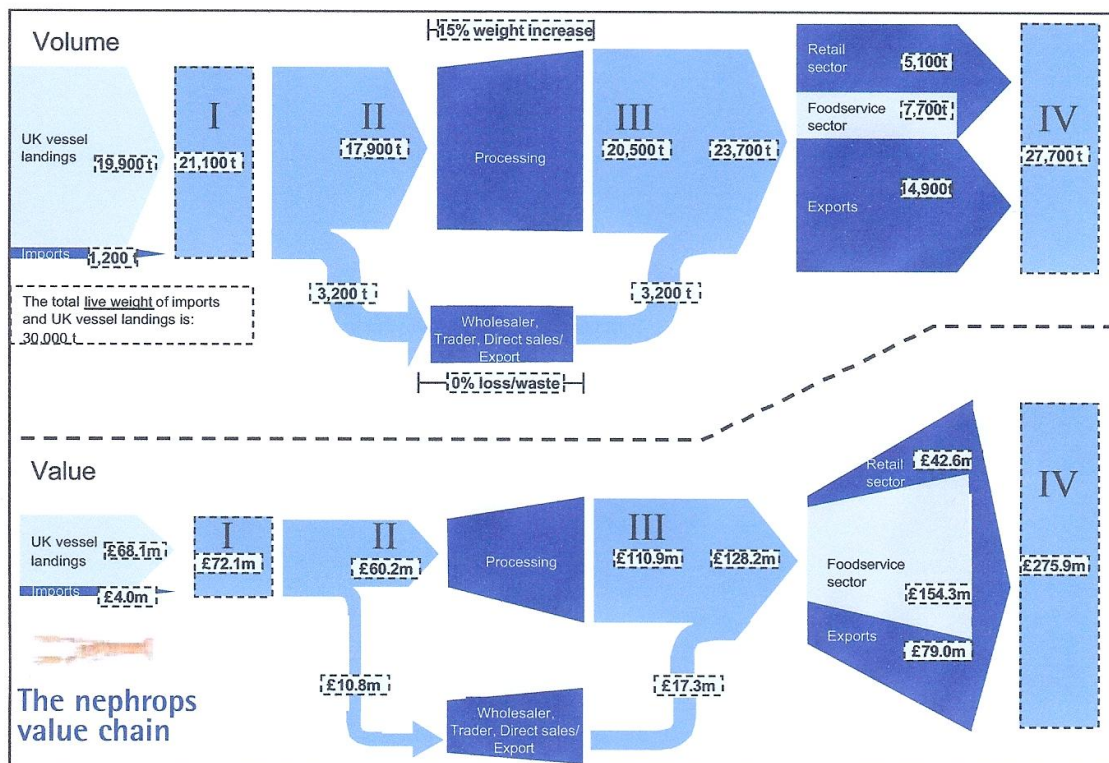 Volume
15% weight increase
UK vessel
landings
19,900 t
Imports
1,200 t
I
21,100 t
II
17,900 t
Processing
III
20,500 t
23,700 t
Retail
sector
5,100t
Foodservice
sector
7,700t
Exports
14,900t
IV
27,700 t
The total live weight of imports
and UK vessel landings is:
30,000 t
3,200 t
Wholesaler,
Trader, Direct sales/
Export
3,200 t
0% loss/waste
Value
UK vessel
landings
£68.1m
Imports
£4.0m
I
£72.1m
II
£60.2m
Processing
III
£110.9m
£128.2m
Retail
sector
£42.6m
Foodservice
sector
£154.3m
Exports
£79.0m
IV
£275.9m
£10.8m
Wholesaler,
Trader, Direct sales/
Export
£17.3m
The nephrops
value chain